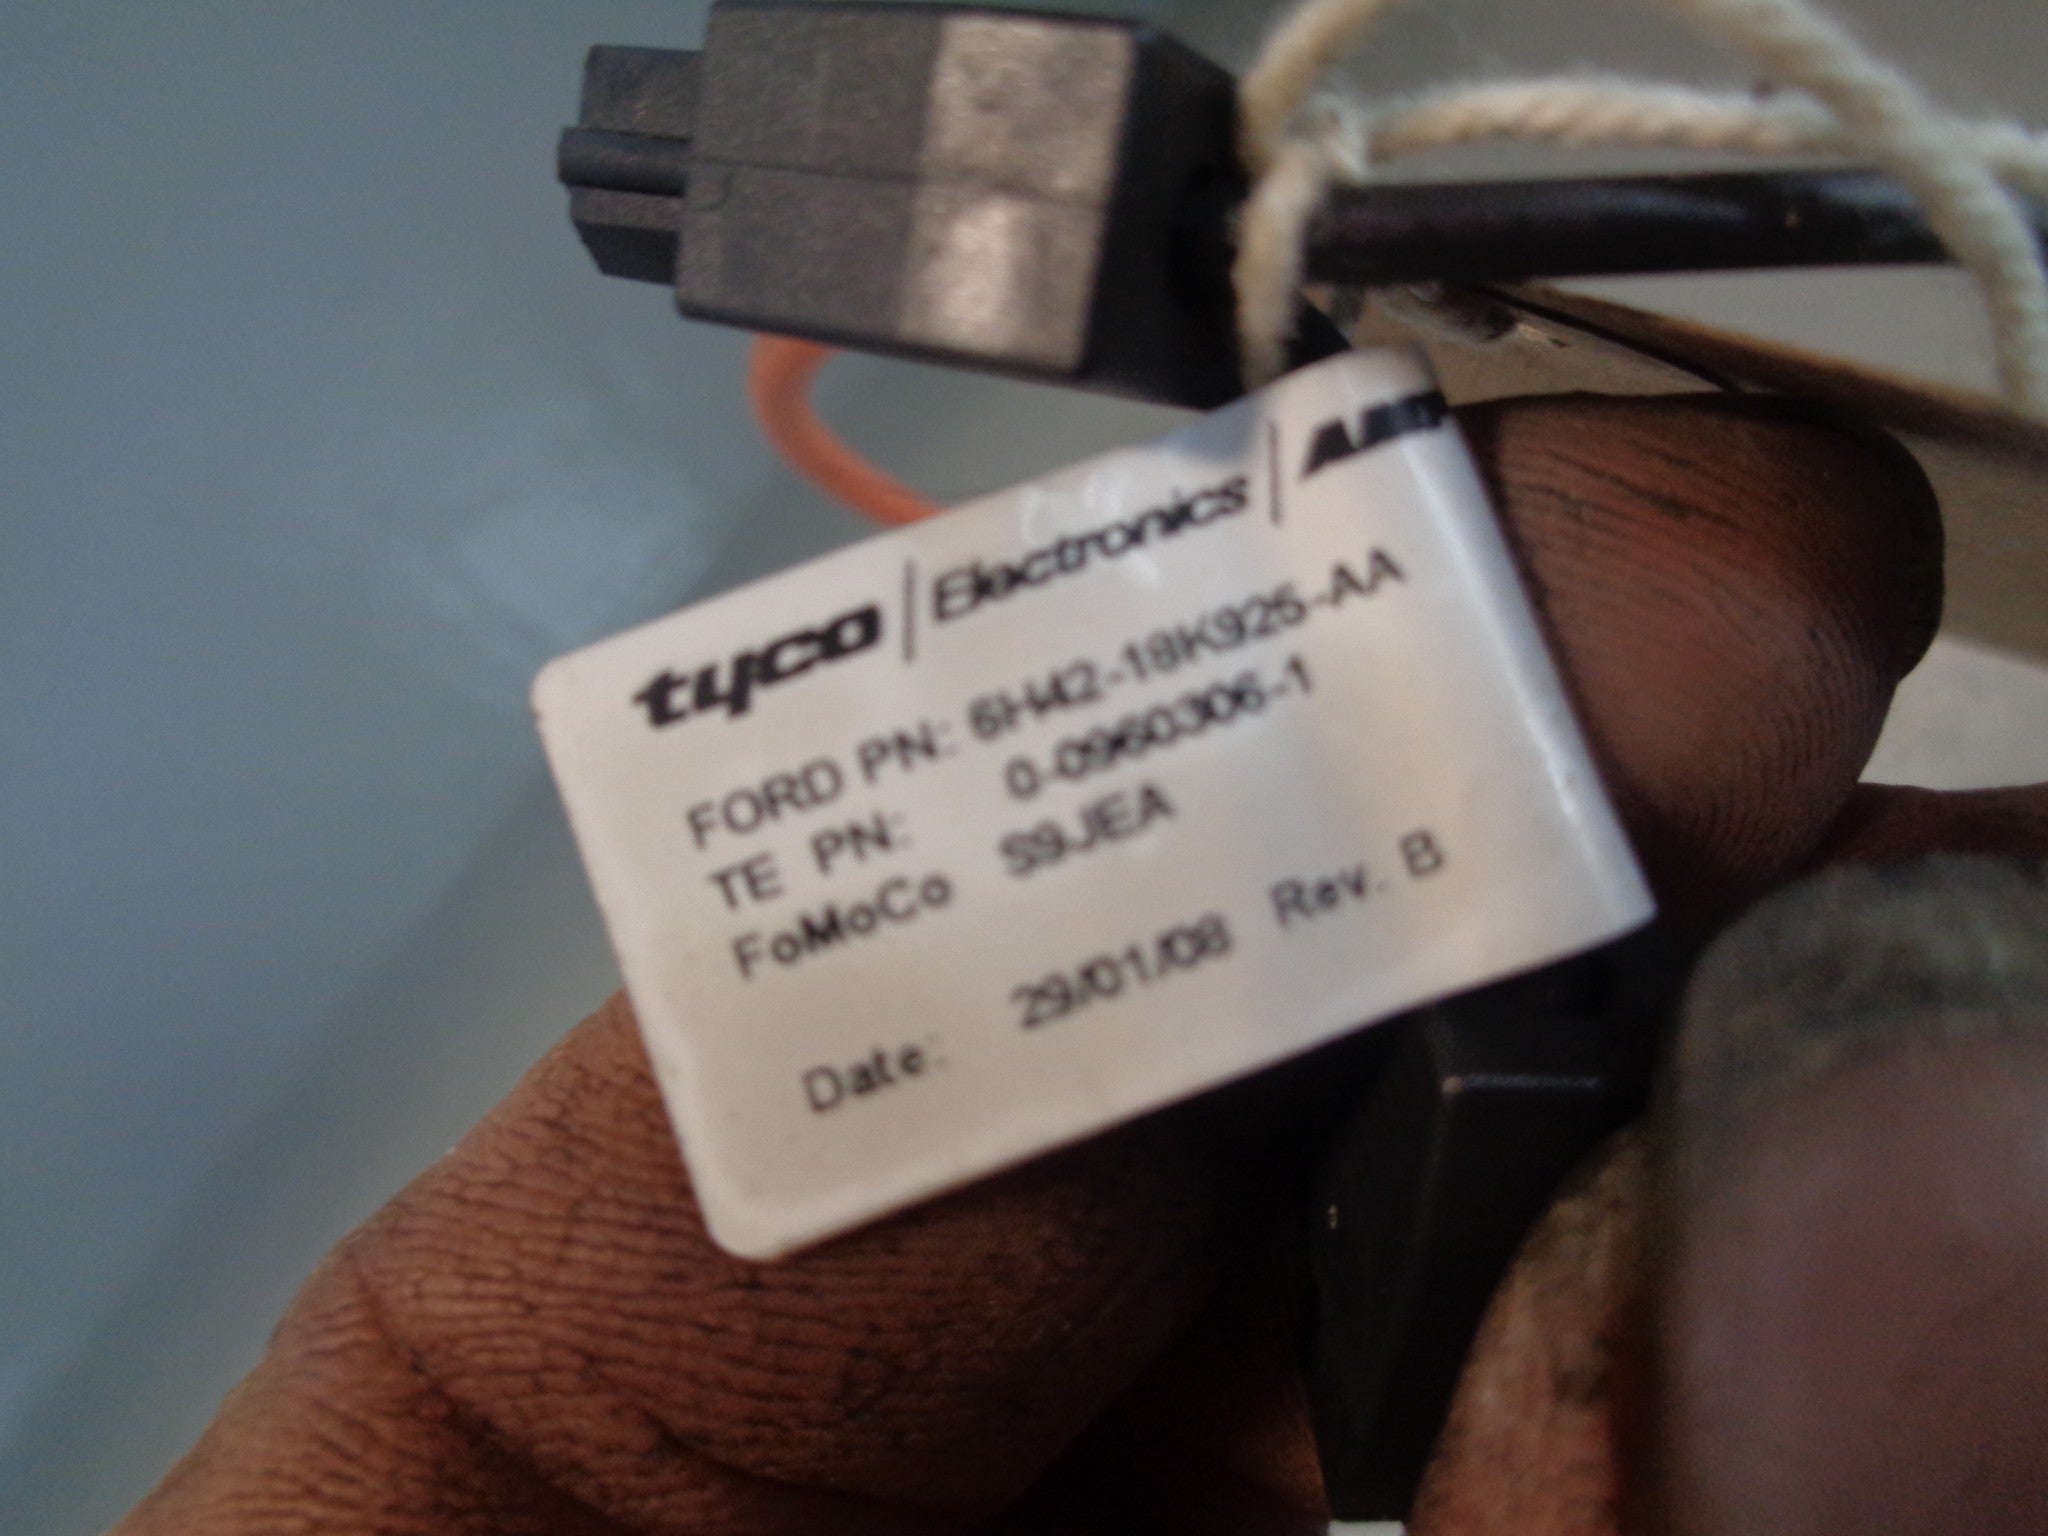 tyco | Electronics | AMP
FORD PN: 6H42-18K925-AA
TE PN: 0-0960306-1
FoMoCo S9JEA
Date: 29/01/08 Rev. B